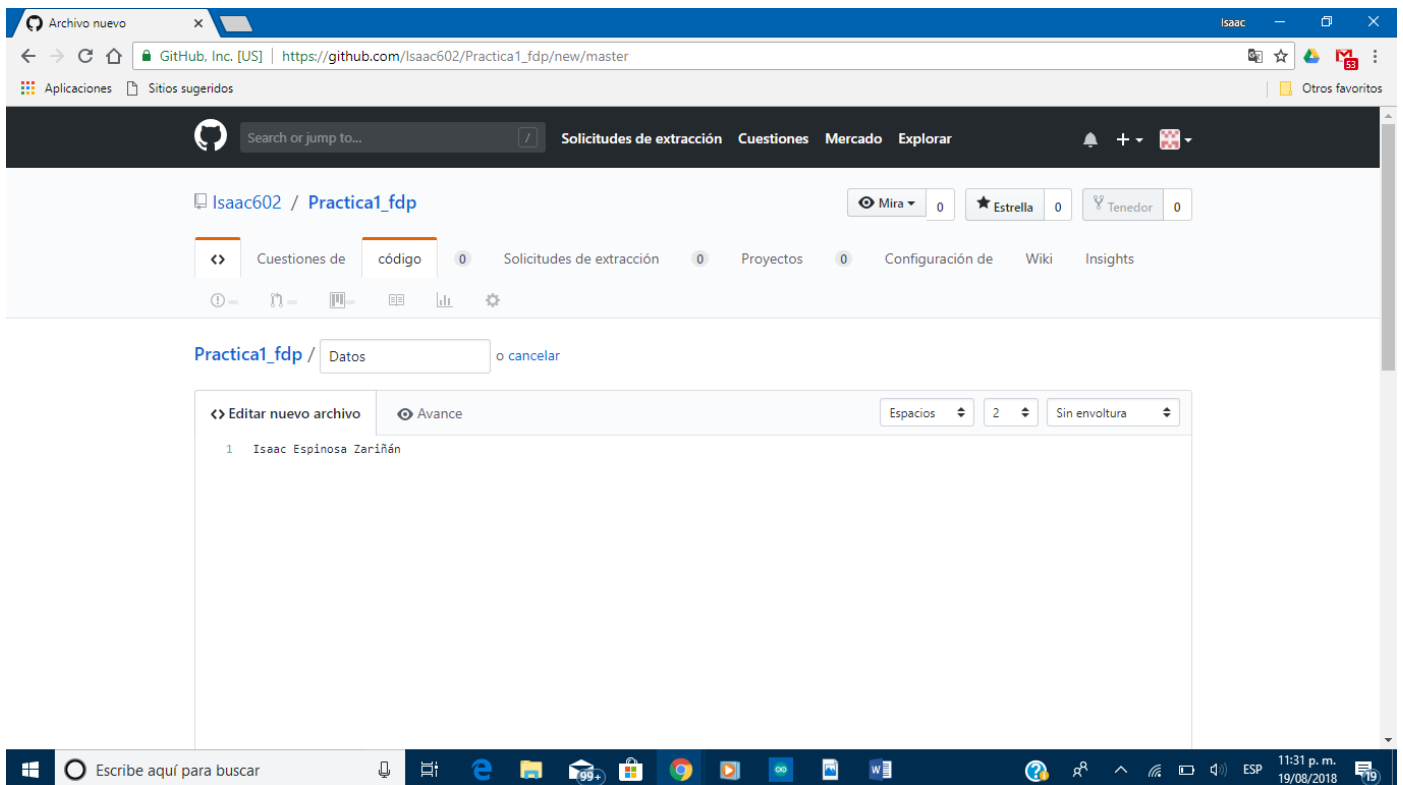 Archivo nuevo
Isaac
GitHub, Inc. [US] | https://github.com/Isaac602/Practica1_fdp/new/master
53
Aplicaciones Sitios sugeridos Otros favoritos
Search or jump to... / Solicitudes de extracción Cuestiones Mercado Explorar
Isaac602 / Practica1_fdp Mira 0 Estrella 0 Tenedor 0
<> Cuestiones de código 0 Solicitudes de extracción 0 Proyectos 0 Configuración de Wiki Insights
Practica1_fdp / Datos o cancelar
<> Editar nuevo archivo Avance Espacios 2 Sin envoltura
1 Isaac Espinosa Zariñán
Escribe aquí para buscar 99+ ESP 11:31 p. m.
19/08/2018 19